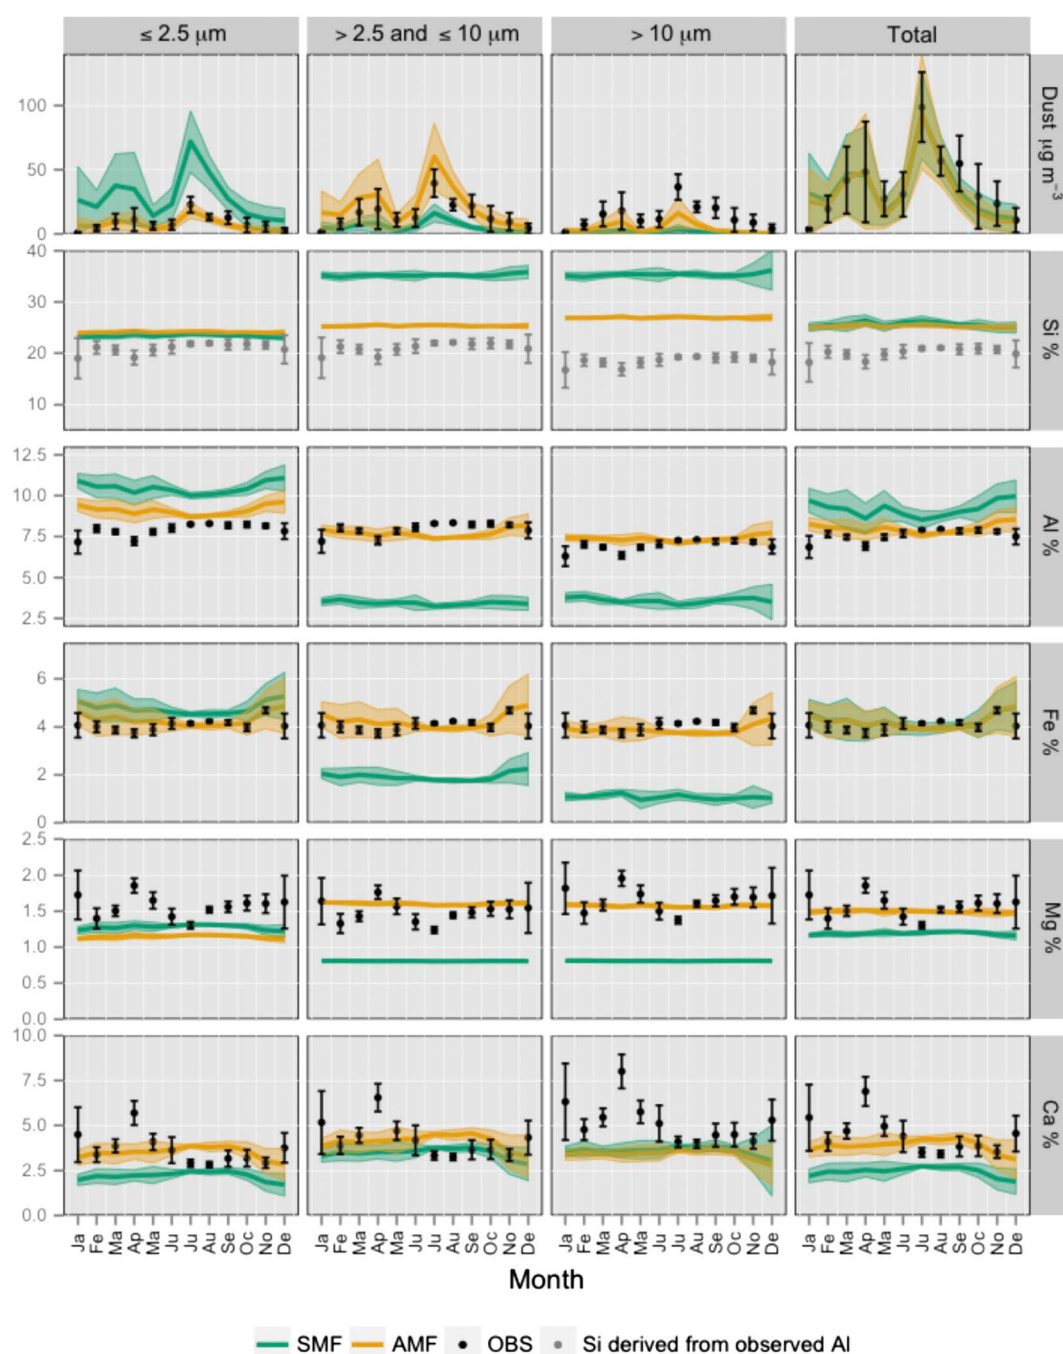 ≤ 2.5 μm > 2.5 and ≤ 10 μm > 10 μm Total
100
50
0
Dust μg m⁻³
40
30
20
10
Si %
12.5
10.0
7.5
5.0
2.5
Al %
6
4
2
0
Fe %
2.5
2.0
1.5
1.0
0.5
0.0
Mg %
10.0
7.5
5.0
2.5
0.0
Ca %
Ja Fe Ma Ap Ma Ju Ju Au Se Oc No De Ja Fe Ma Ap Ma Ju Ju Au Se Oc No De Ja Fe Ma Ap Ma Ju Ju Au Se Oc No De Ja Fe Ma Ap Ma Ju Ju Au Se Oc No De
Month
SMF AMF OBS Si derived from observed Al